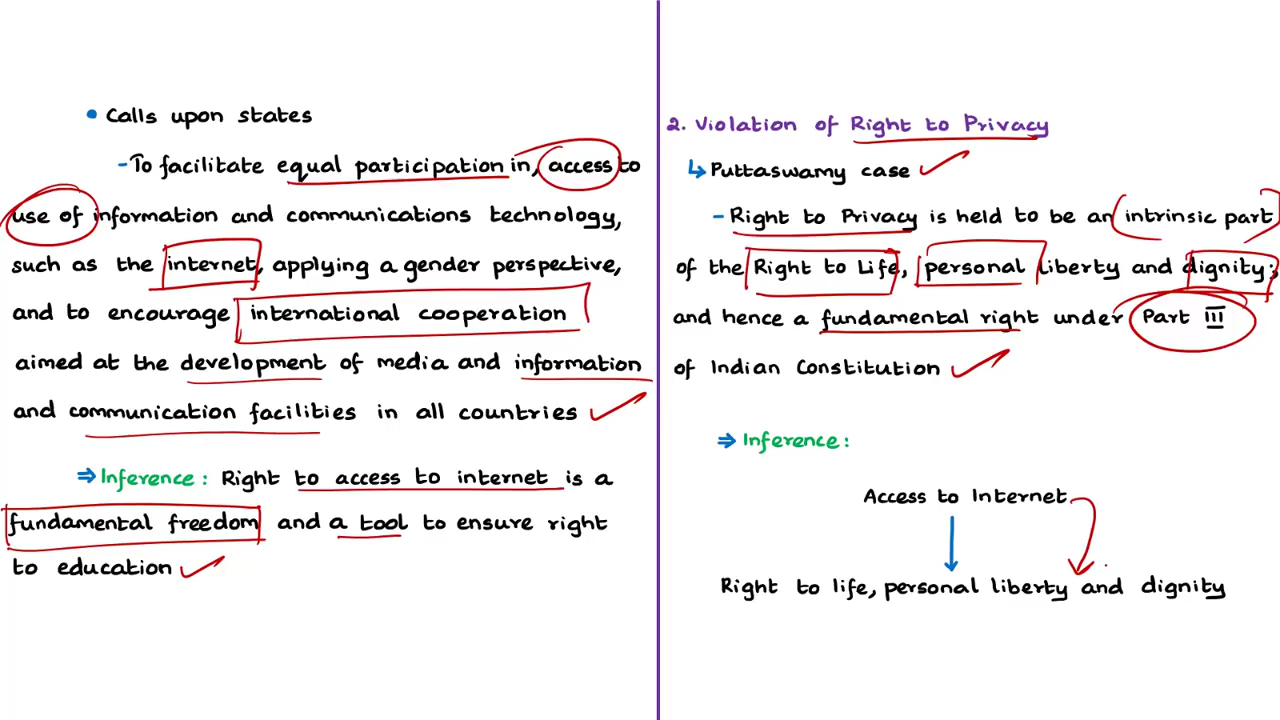 • Calls upon states
-To facilitate equal participation in, access to
use of information and communications technology,
such as the internet, applying a gender perspective,
and to encourage international cooperation
aimed at the development of media and information
and communication facilities in all countries
⇒ Inference: Right to access to internet is a
fundamental freedom and a tool to ensure right
to education
2. Violation of Right to Privacy
↳ Puttaswamy case
- Right to Privacy is held to be an intrinsic part
of the Right to Life, personal liberty and dignity;
and hence a fundamental right under Part III
of Indian Constitution
⇒ Inference:
Access to Internet
Right to life, personal liberty and dignity